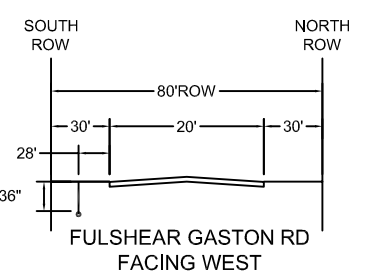 SOUTH
ROW
NORTH
ROW
80'ROW
30'
20'
30'
28'
36"
FULSHEAR GASTON RD
FACING WEST